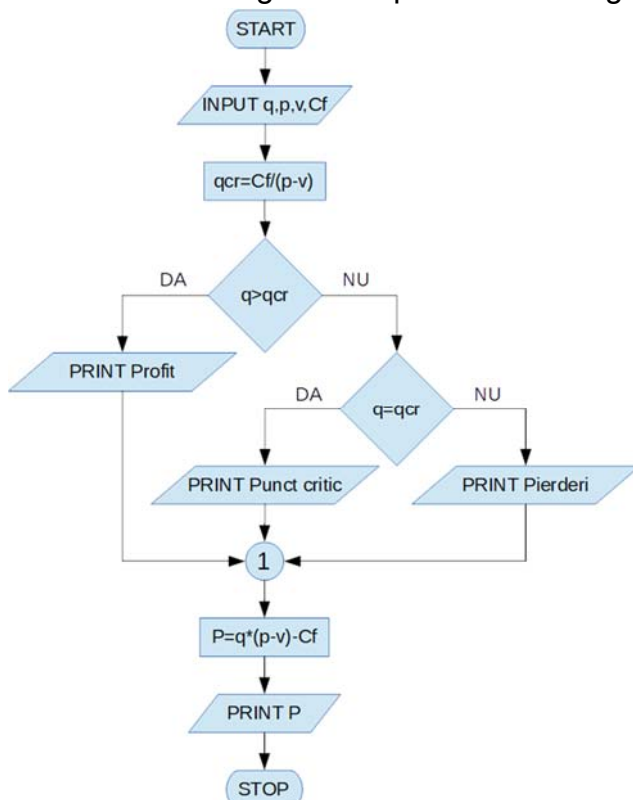 START
INPUT q,p,v,Cf
qcr=Cf/(p-v)
DA
q>qcr
NU
PRINT Profit
DA
q=qcr
NU
PRINT Punct critic
PRINT Pierderi
1
P=q*(p-v)-Cf
PRINT P
STOP